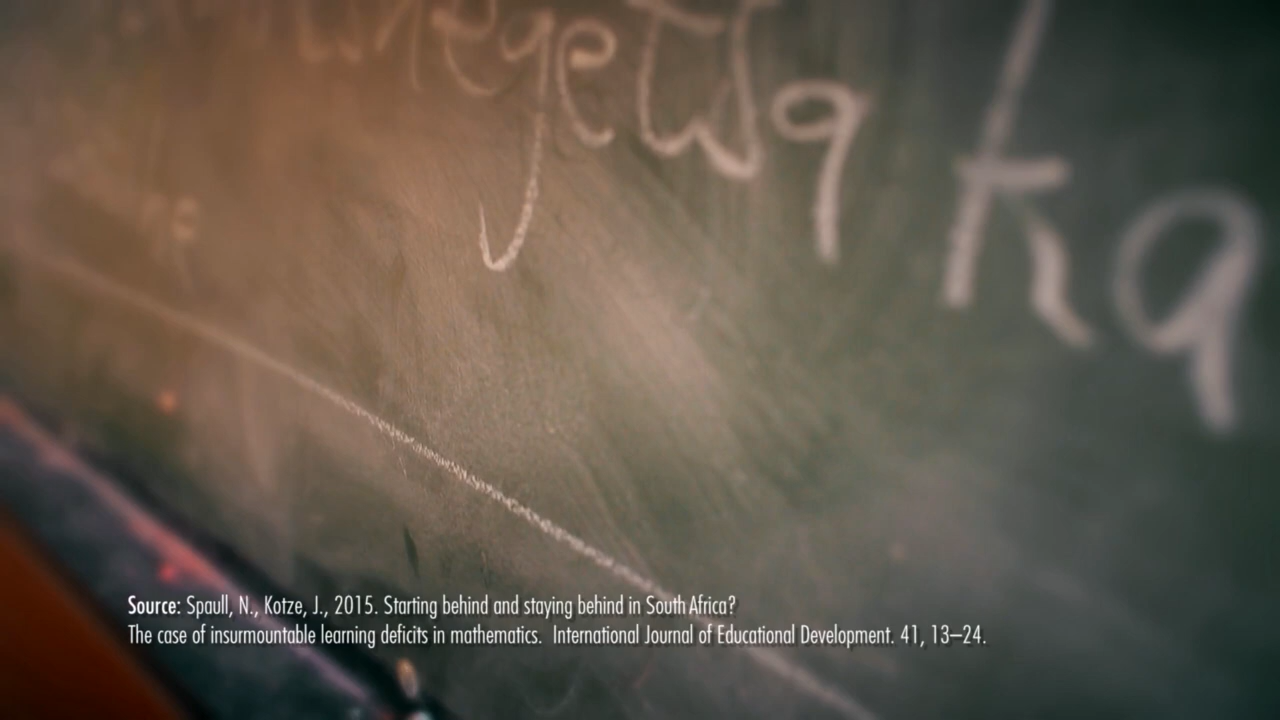 ka
Source: Spaull, N., Kotze, J., 2015. Starting behind and staying behind in South Africa?
The case of insurmountable learning deficits in mathematics. International Journal of Educational Development. 41, 13–24.